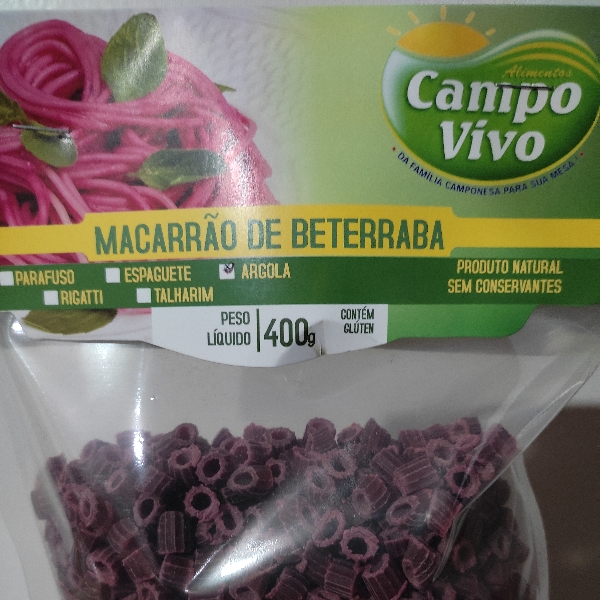 Alimentos
Campo
Vivo
• DA FAMÍLIA CAMPONESA PARA SUA MESA! •
MACARRÃO DE BETERRABA
PARAFUSO ESPAGUETE ARGOLA
RIGATTI TALHARIM
PRODUTO NATURAL
SEM CONSERVANTES
PESO
LÍQUIDO
400g
CONTÉM
GLÚTEN